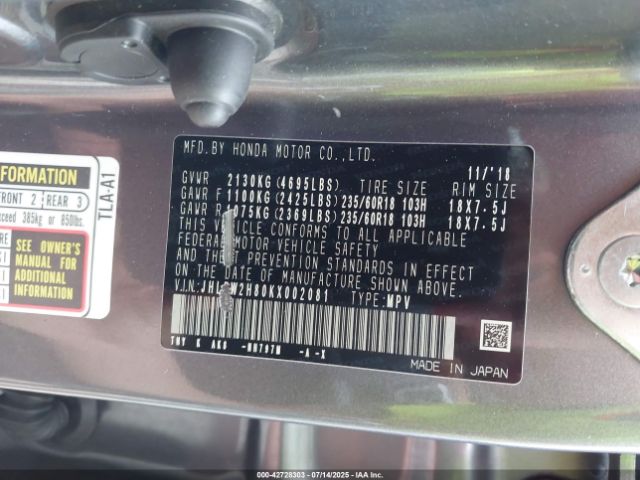 FORMATION
FRONT 2 REAR 3
exceed 385kg or 850lbs.
SEE OWNER'S
MANUAL FOR
ADDITIONAL
INFORMATION
TLA-A1
MFD.BY HONDA MOTOR CO.,LTD.
11/'18
GVWR 2130KG (4695LBS) TIRE SIZE RIM SIZE
GAWR F 1100KG (2425LBS) 235/60R18 103H 18X7.5J
GAWR R 1075KG (2369LBS) 235/60R18 103H 18X7.5J
THIS VEHICLE CONFORMS TO ALL APPLICABLE
FEDERAL MOTOR VEHICLE SAFETY
AND THEFT PREVENTION STANDARDS IN EFFECT
ON THE DATE OF MANUFACTURE SHOWN ABOVE.
V.I.N: TYPE:MPV
-A-X
MADE IN JAPAN
000-42728303 - 07/14/2025 - IAA Holdings, LLC.